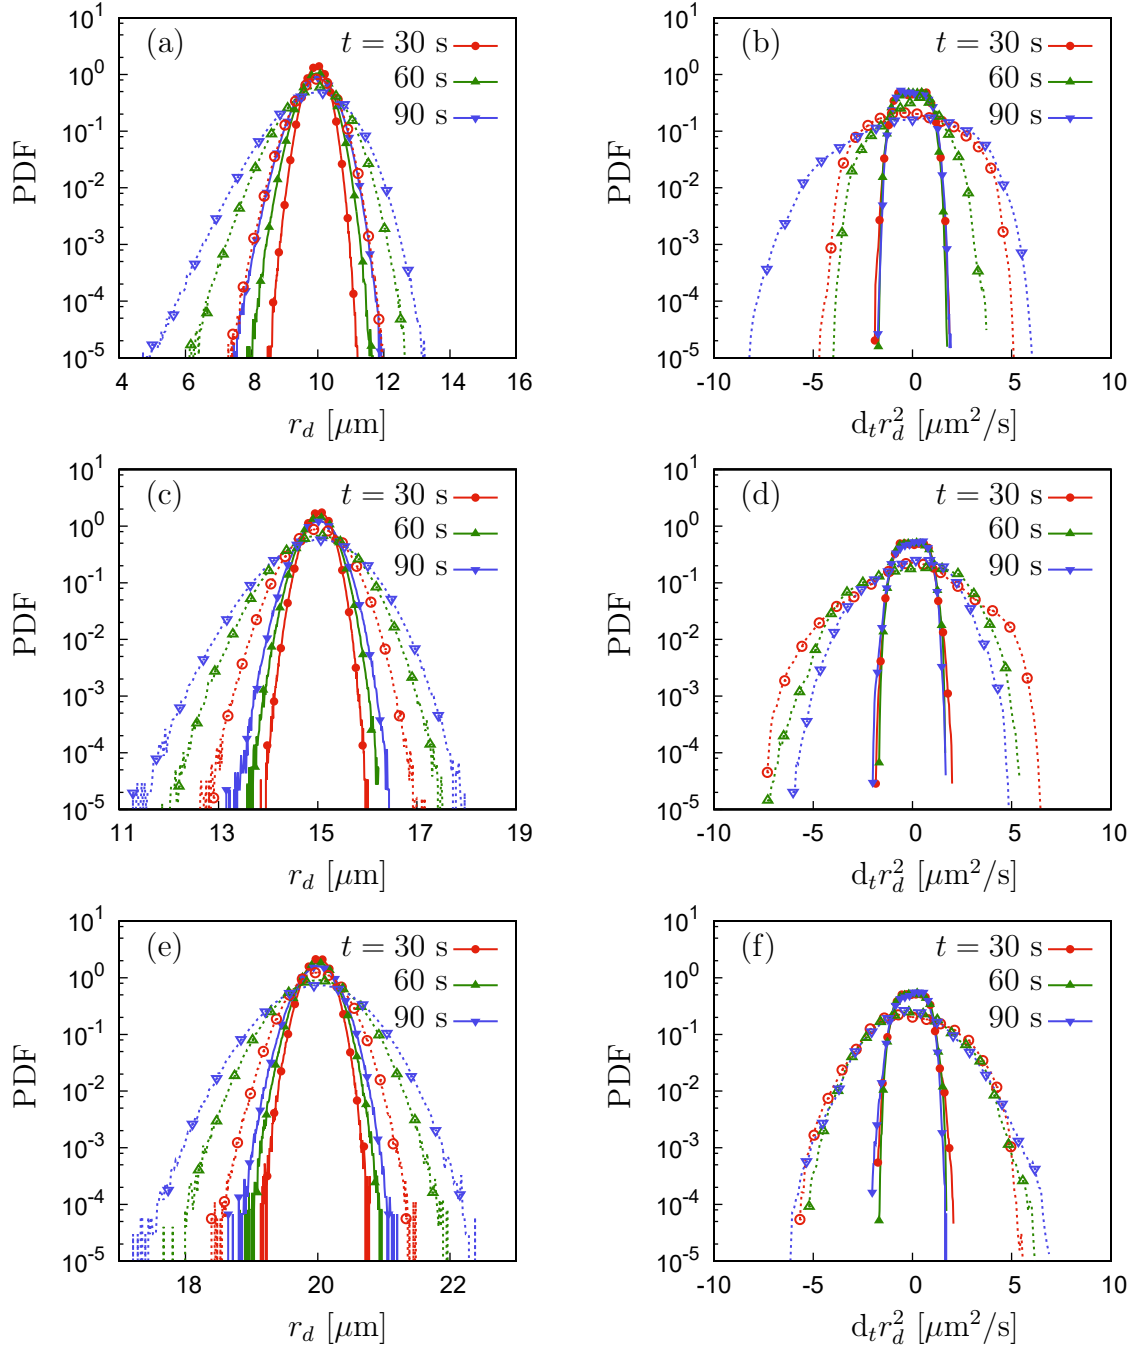 10^1
10^0
10^-1
10^-2
10^-3
10^-4
10^-5
PDF
(a)
t = 30 s
60 s
90 s
4 6 8 10 12 14 16
r_d [μm]
10^1
10^0
10^-1
10^-2
10^-3
10^-4
10^-5
PDF
(b)
t = 30 s
60 s
90 s
-10 -5 0 5 10
d_t r_d^2 [μm^2/s]
10^1
10^0
10^-1
10^-2
10^-3
10^-4
10^-5
PDF
(c)
t = 30 s
60 s
90 s
11 13 15 17 19
r_d [μm]
10^1
10^0
10^-1
10^-2
10^-3
10^-4
10^-5
PDF
(d)
t = 30 s
60 s
90 s
-10 -5 0 5 10
d_t r_d^2 [μm^2/s]
10^1
10^0
10^-1
10^-2
10^-3
10^-4
10^-5
PDF
(e)
t = 30 s
60 s
90 s
18 20 22
r_d [μm]
10^1
10^0
10^-1
10^-2
10^-3
10^-4
10^-5
PDF
(f)
t = 30 s
60 s
90 s
-10 -5 0 5 10
d_t r_d^2 [μm^2/s]